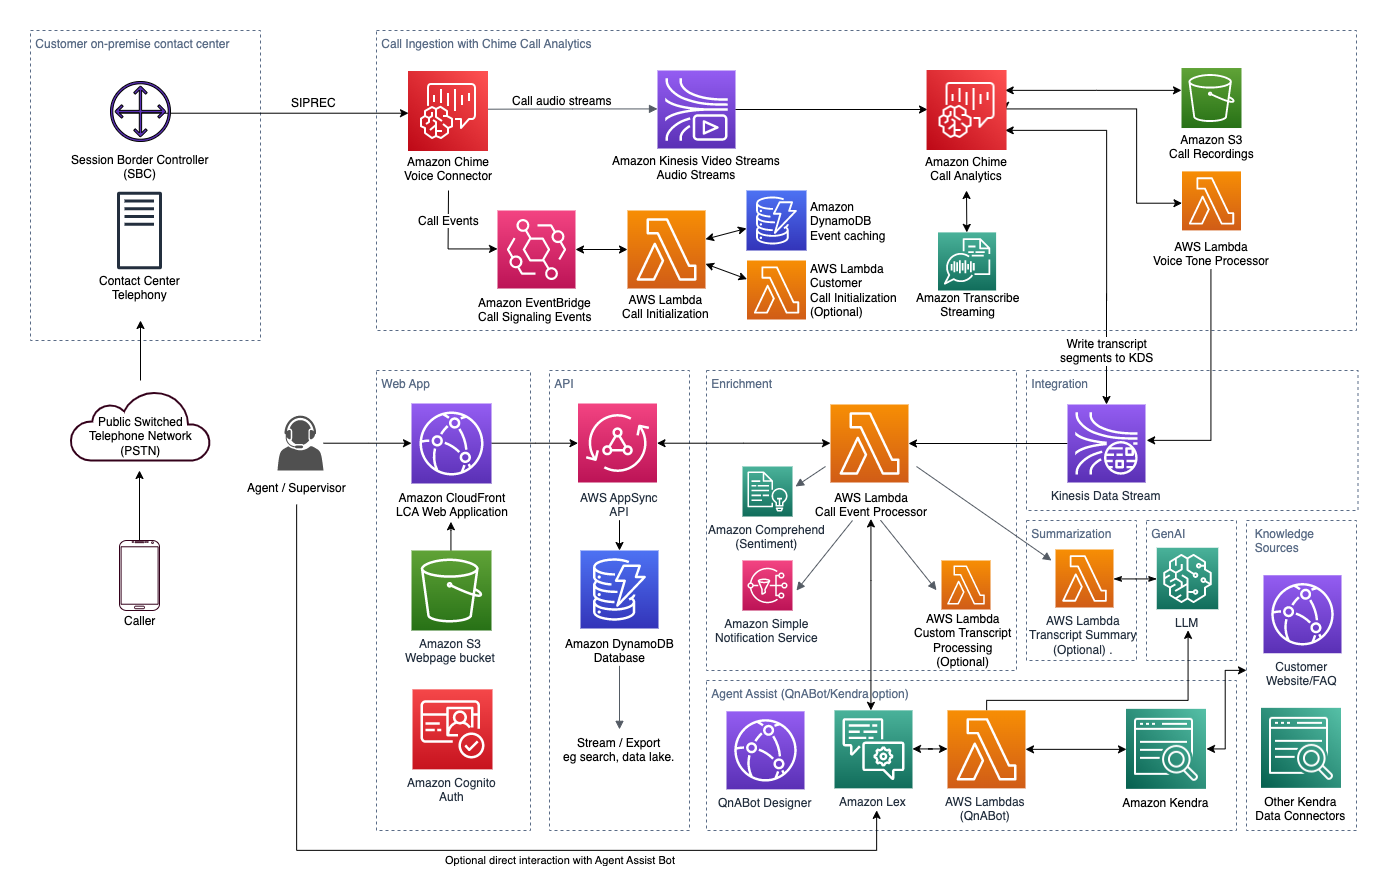 Customer on-premise contact center
Session Border Controller
(SBC)
Contact Center
Telephony
Public Switched
Telephone Network
(PSTN)
Caller
SIPREC
Call Ingestion with Chime Call Analytics
Amazon Chime
Voice Connector
Call audio streams
Amazon Kinesis Video Streams
Audio Streams
Amazon Chime
Call Analytics
Amazon S3
Call Recordings
Call Events
Amazon EventBridge
Call Signaling Events
AWS Lambda
Call Initialization
Amazon
DynamoDB
Event caching
AWS Lambda
Customer
Call Initialization
(Optional)
Amazon Transcribe
Streaming
AWS Lambda
Voice Tone Processor
Write transcript
segments to KDS
Agent / Supervisor
Web App
Amazon CloudFront
LCA Web Application
Amazon S3
Webpage bucket
Amazon Cognito
Auth
API
AWS AppSync
API
Amazon DynamoDB
Database
Stream / Export
eg search, data lake.
Enrichment
AWS Lambda
Call Event Processor
Amazon Comprehend
(Sentiment)
Amazon Simple
Notification Service
AWS Lambda
Custom Transcript
Processing
(Optional)
Integration
Kinesis Data Stream
Summarization
AWS Lambda
Transcript Summary
(Optional) .
GenAI
LLM
Knowledge
Sources
Customer
Website/FAQ
Other Kendra
Data Connectors
Agent Assist (QnABot/Kendra option)
QnABot Designer
Amazon Lex
AWS Lambdas
(QnABot)
Amazon Kendra
Optional direct interaction with Agent Assist Bot